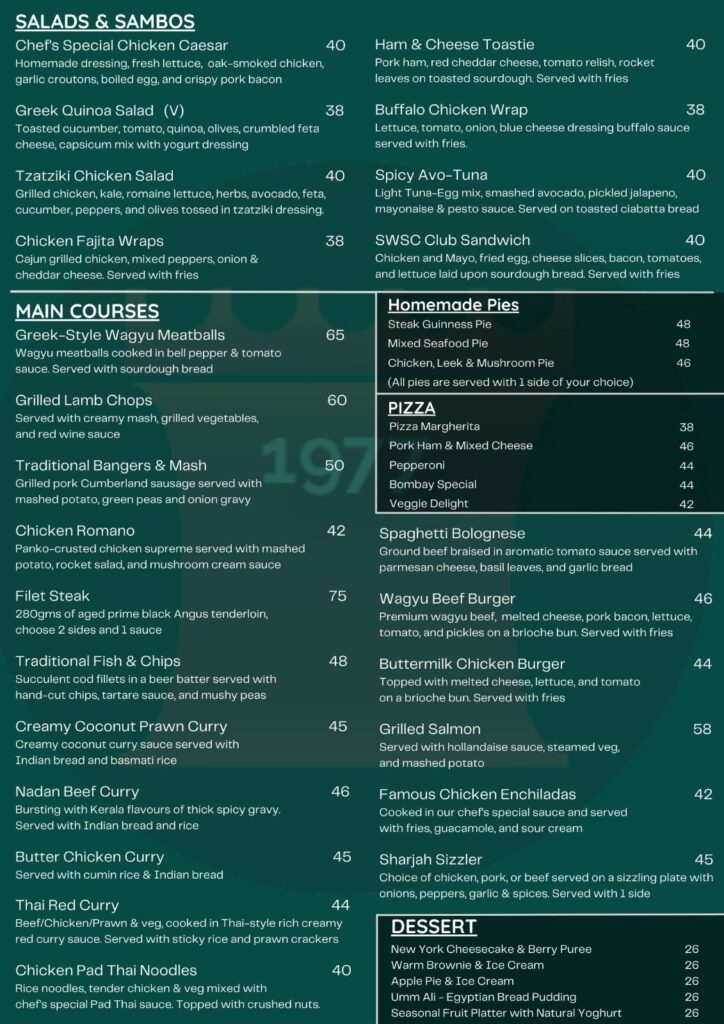 SALADS & SAMBOS
Chef's Special Chicken Caesar 40
Homemade dressing, fresh lettuce, oak-smoked chicken,
garlic croutons, boiled egg, and crispy pork bacon
Greek Quinoa Salad (V) 38
Toasted cucumber, tomato, quinoa, olives, crumbled feta
cheese, capsicum mix with yogurt dressing
Tzatziki Chicken Salad 40
Grilled chicken, kale, romaine lettuce, herbs, avocado, feta,
cucumber, peppers, and olives tossed in tzatziki dressing.
Chicken Fajita Wraps 38
Cajun grilled chicken, mixed peppers, onion &
cheddar cheese. Served with fries
Ham & Cheese Toastie 40
Pork ham, red cheddar cheese, tomato relish, rocket
leaves on toasted sourdough. Served with fries
Buffalo Chicken Wrap 38
Lettuce, tomato, onion, blue cheese dressing buffalo sauce
served with fries.
Spicy Avo-Tuna 40
Light Tuna-Egg mix, smashed avocado, pickled jalapeno,
mayonaise & pesto sauce. Served on toasted ciabatta bread
SWSC Club Sandwich 40
Chicken and Mayo, fried egg, cheese slices, bacon, tomatoes,
and lettuce laid upon sourdough bread. Served with fries
MAIN COURSES
Greek-Style Wagyu Meatballs 65
Wagyu meatballs cooked in bell pepper & tomato
sauce. Served with sourdough bread
Grilled Lamb Chops 60
Served with creamy mash, grilled vegetables,
and red wine sauce
Traditional Bangers & Mash 50
Grilled pork Cumberland sausage served with
mashed potato, green peas and onion gravy
Chicken Romano 42
Panko-crusted chicken supreme served with mashed
potato, rocket salad, and mushroom cream sauce
Filet Steak 75
280gms of aged prime black Angus tenderloin,
choose 2 sides and 1 sauce
Traditional Fish & Chips 48
Succulent cod fillets in a beer batter served with
hand-cut chips, tartare sauce, and mushy peas
Creamy Coconut Prawn Curry 45
Creamy coconut curry sauce served with
Indian bread and basmati rice
Nadan Beef Curry 46
Bursting with Kerala flavours of thick spicy gravy.
Served with Indian bread and rice
Butter Chicken Curry 45
Served with cumin rice & Indian bread
Thai Red Curry 44
Beef/Chicken/Prawn & veg, cooked in Thai-style rich creamy
red curry sauce. Served with sticky rice and prawn crackers
Chicken Pad Thai Noodles 40
Rice noodles, tender chicken & veg mixed with
chef's special Pad Thai sauce. Topped with crushed nuts.
Homemade Pies
Steak Guinness Pie 48
Mixed Seafood Pie 48
Chicken, Leek & Mushroom Pie 46
(All pies are served with 1 side of your choice)
PIZZA
Pizza Margherita 38
Pork Ham & Mixed Cheese 46
Pepperoni 44
Bombay Special 44
Veggie Delight 42
Spaghetti Bolognese 44
Ground beef braised in aromatic tomato sauce served with
parmesan cheese, basil leaves, and garlic bread
Wagyu Beef Burger 46
Premium wagyu beef, melted cheese, pork bacon, lettuce,
tomato, and pickles on a brioche bun. Served with fries
Buttermilk Chicken Burger 44
Topped with melted cheese, lettuce, and tomato
on a brioche bun. Served with fries
Grilled Salmon 58
Served with hollandaise sauce, steamed veg,
and mashed potato
Famous Chicken Enchiladas 42
Cooked in our chef's special sauce and served
with fries, guacamole, and sour cream
Sharjah Sizzler 45
Choice of chicken, pork, or beef served on a sizzling plate with
onions, peppers, garlic & spices. Served with 1 side
DESSERT
New York Cheesecake & Berry Puree 26
Warm Brownie & Ice Cream 26
Apple Pie & Ice Cream 26
Umm Ali - Egyptian Bread Pudding 26
Seasonal Fruit Platter with Natural Yoghurt 26